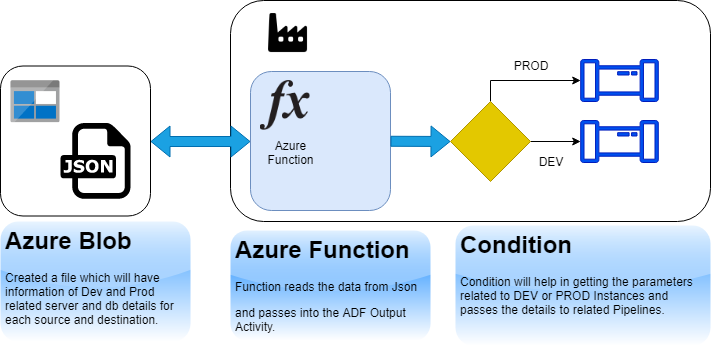 JSON
fx
Azure
Function
PROD
DEV
Azure Blob
Created a file which will have
information of Dev and Prod
related server and db details for
each source and destination.
Azure Function
Function reads the data from Json
and passes into the ADF Output
Activity.
Condition
Condition will help in getting the parameters
related to DEV or PROD Instances and
passes the details to related Pipelines.